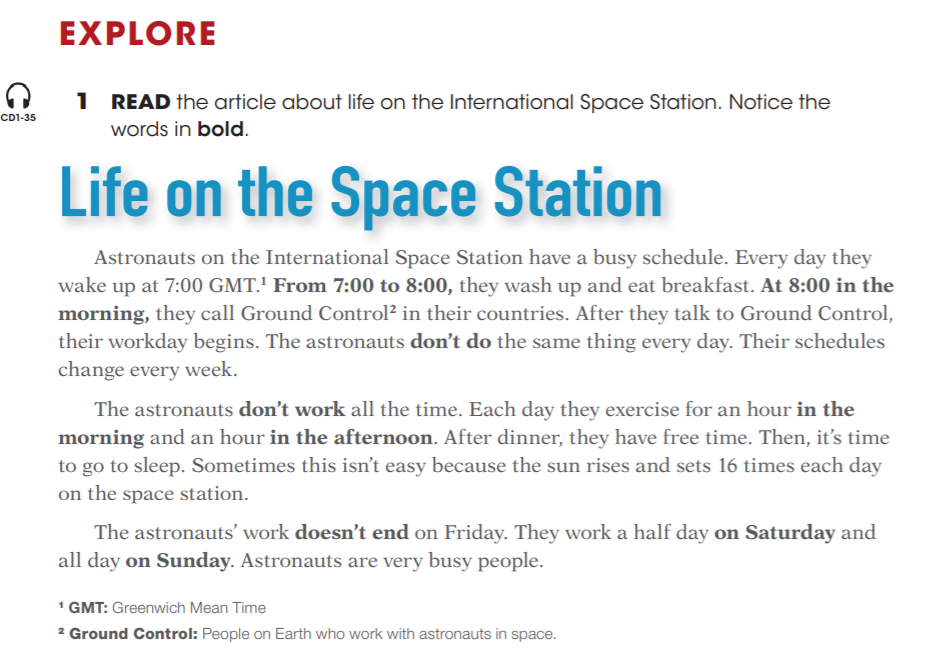 EXPLORE
1 READ the article about life on the International Space Station. Notice the
CD1-35
words in bold.
Life on the Space Station
Astronauts on the International Space Station have a busy schedule. Every day they
wake up at 7:00 GMT.¹ From 7:00 to 8:00, they wash up and eat breakfast. At 8:00 in the
morning, they call Ground Control² in their countries. After they talk to Ground Control,
their workday begins. The astronauts don't do the same thing every day. Their schedules
change every week.
The astronauts don't work all the time. Each day they exercise for an hour in the
morning and an hour in the afternoon. After dinner, they have free time. Then, it's time
to go to sleep. Sometimes this isn't easy because the sun rises and sets 16 times each day
on the space station.
The astronauts' work doesn't end on Friday. They work a half day on Saturday and
all day on Sunday. Astronauts are very busy people.
¹ GMT: Greenwich Mean Time
² Ground Control: People on Earth who work with astronauts in space.